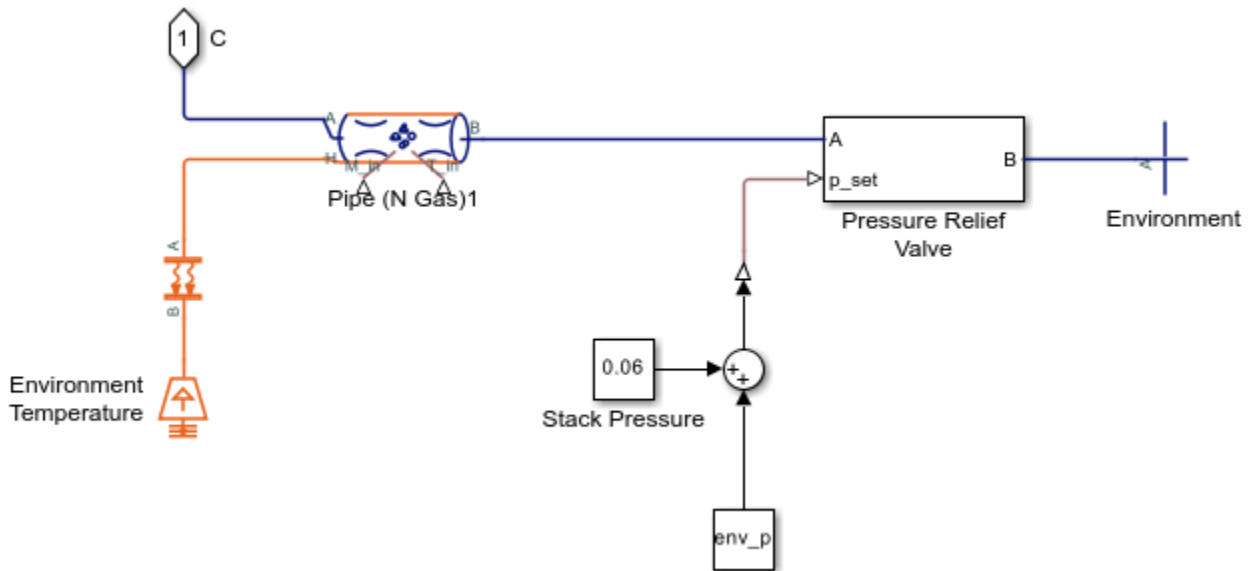 1
C
A
B
H
M_in
T_in
Pipe (N Gas)1
A
B
p_set
Pressure Relief
Valve
A
Environment
A
B
Environment
Temperature
0.06
Stack Pressure
++
env_p